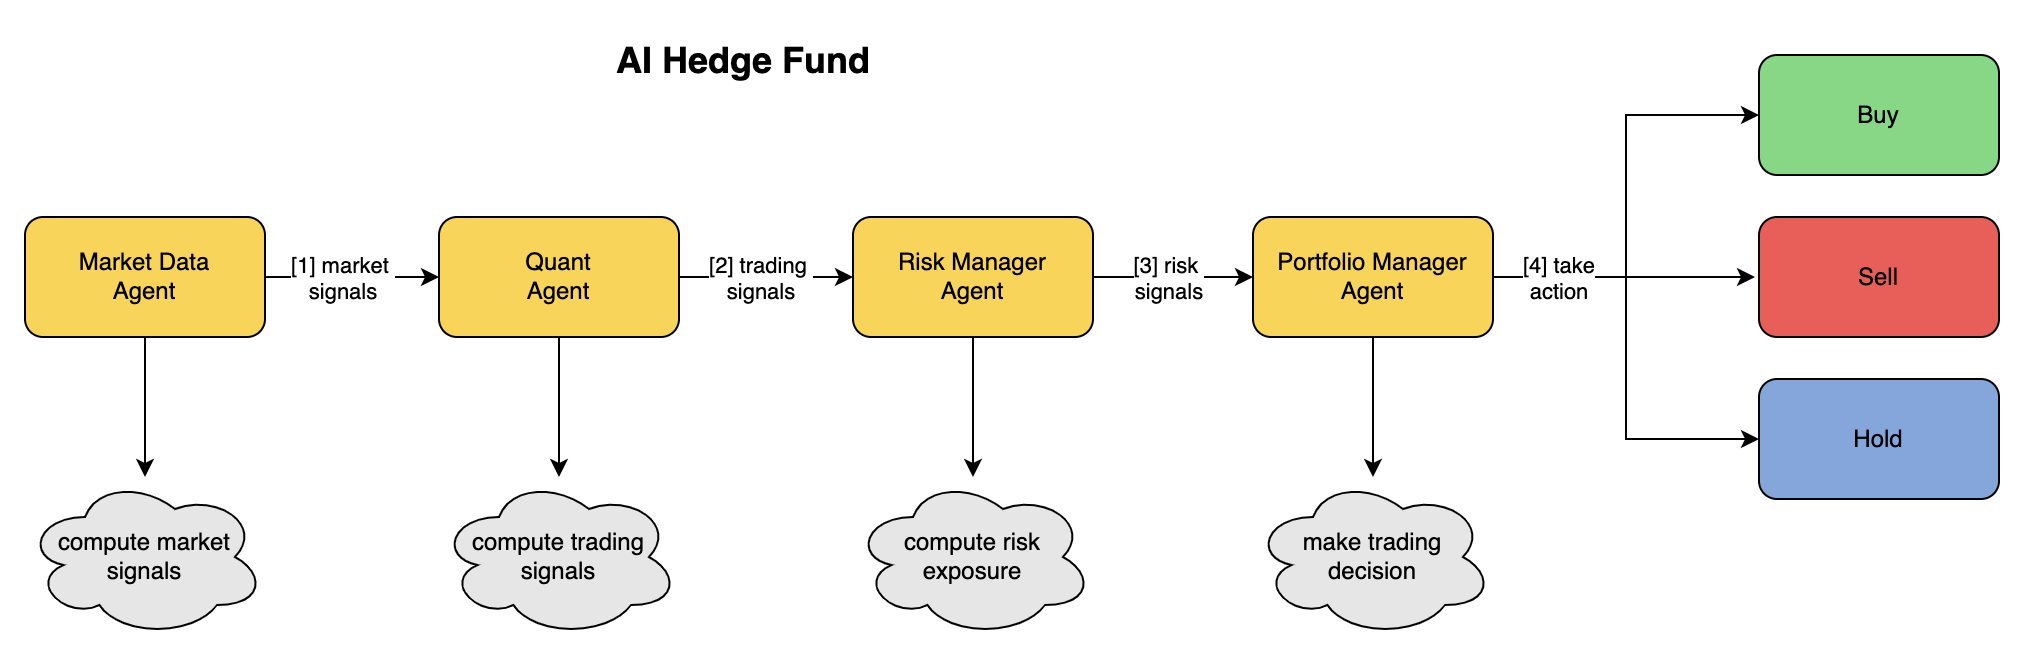 AI Hedge Fund
Market Data
Agent
[1] market
signals
Quant
Agent
[2] trading
signals
Risk Manager
Agent
[3] risk
signals
Portfolio Manager
Agent
[4] take
action
Buy
Sell
Hold
compute market
signals
compute trading
signals
compute risk
exposure
make trading
decision